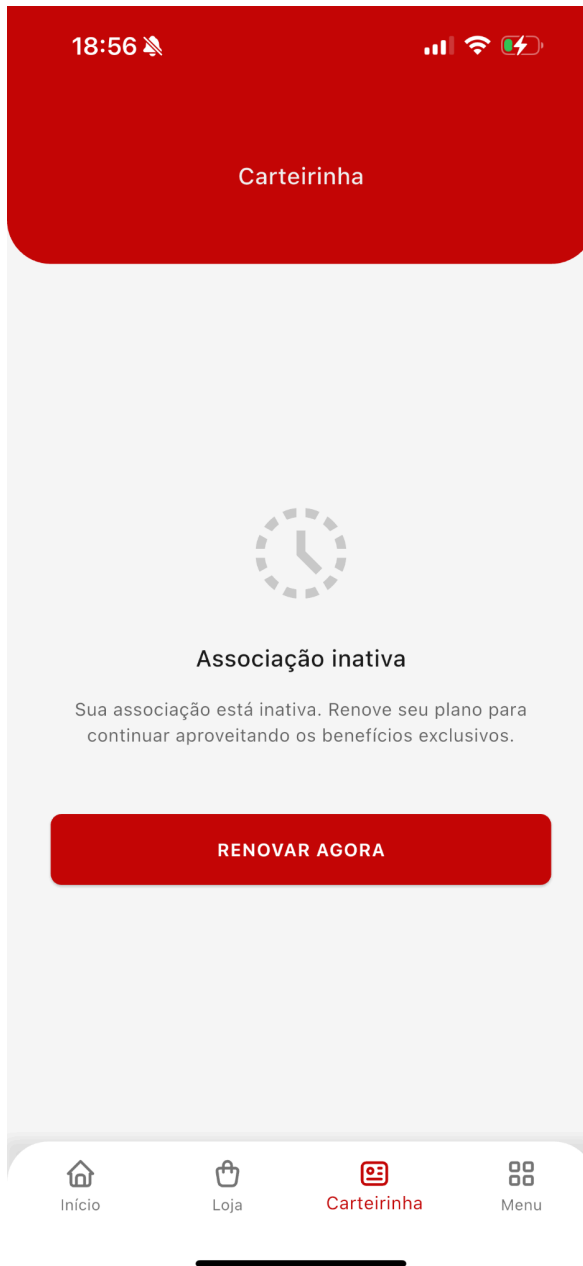 18:56
Carteirinha
Associação inativa
Sua associação está inativa. Renove seu plano para
continuar aproveitando os benefícios exclusivos.
RENOVAR AGORA
Início
Loja
Carteirinha
Menu